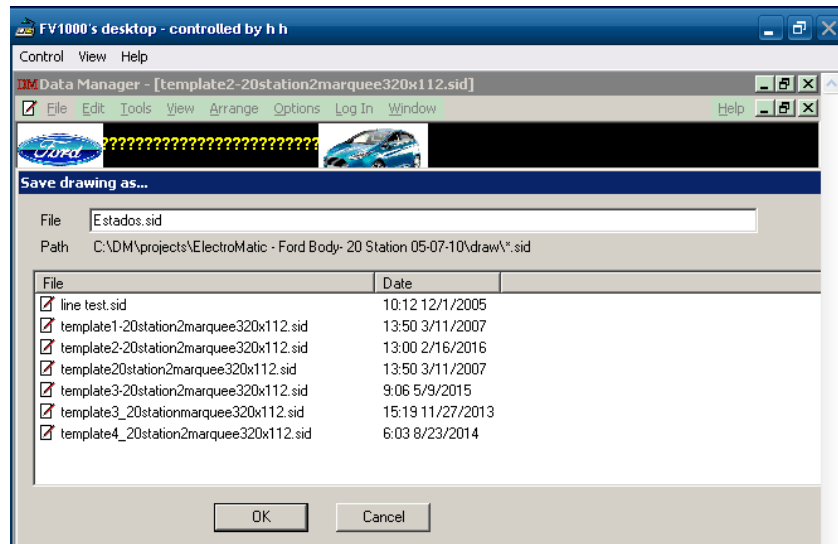 FV1000's desktop - controlled by h h
Control View Help
DM Data Manager - [template2-20station2marquee320x112.sid]
File Edit Tools View Arrange Options Log In Window Help
Ford ?????????????????????????
Save drawing as...
File Estados.sid
Path C:\DM\projects\ElectroMatic - Ford Body- 20 Station 05-07-10\draw\*.sid
File Date
line test.sid 10:12 12/1/2005
template1-20station2marquee320x112.sid 13:50 3/11/2007
template2-20station2marquee320x112.sid 13:00 2/16/2016
template20station2marquee320x112.sid 13:50 3/11/2007
template3-20station2marquee320x112.sid 9:06 5/9/2015
template3_20stationmarquee320x112.sid 15:19 11/27/2013
template4_20station2marquee320x112.sid 6:03 8/23/2014
OK Cancel